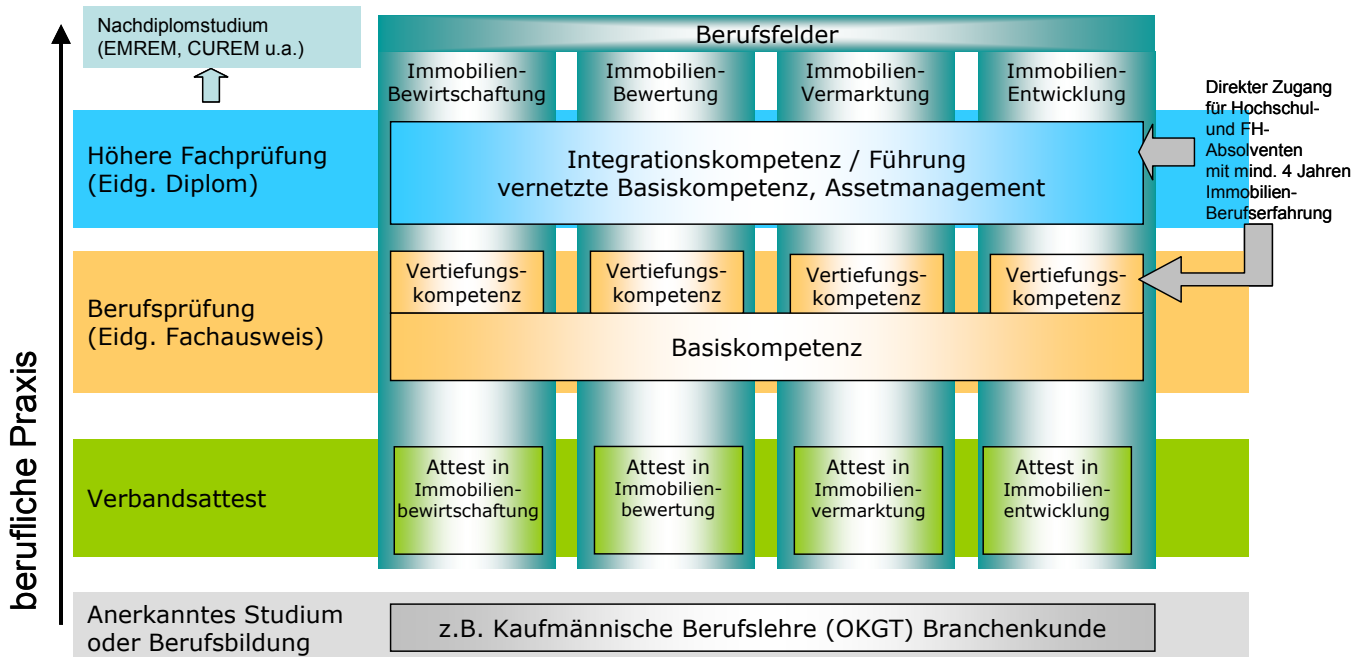 Nachdiplomstudium
(EMREM, CUREM u.a.)
Berufsfelder
Immobilien-
Bewirtschaftung
Immobilien-
Bewertung
Immobilien-
Vermarktung
Immobilien-
Entwicklung
Direkter Zugang
für Hochschul-
und FH-
Absolventen
mit mind. 4 Jahren
Immobilien-
Berufserfahrung
Höhere Fachprüfung
(Eidg. Diplom)
Integrationskompetenz / Führung
vernetzte Basiskompetenz, Assetmanagement
Berufsprüfung
(Eidg. Fachausweis)
Vertiefungs-
kompetenz
Vertiefungs-
kompetenz
Vertiefungs-
kompetenz
Vertiefungs-
kompetenz
Basiskompetenz
Verbandsattest
Attest in
Immobilien-
bewirtschaftung
Attest in
Immobilien-
bewertung
Attest in
Immobilien-
vermarktung
Attest in
Immobilien-
entwicklung
Anerkanntes Studium
oder Berufsbildung
z.B. Kaufmännische Berufslehre (OKGT) Branchenkunde
berufliche Praxis